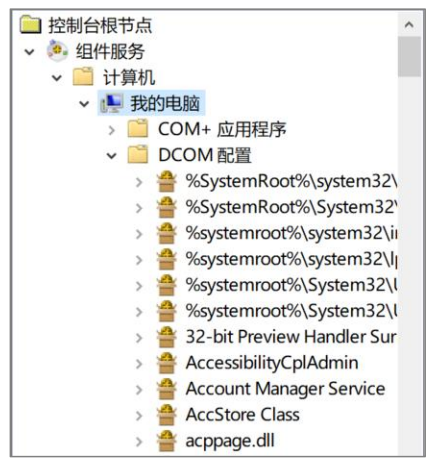 控制台根节点
组件服务
计算机
我的电脑
COM+ 应用程序
DCOM 配置
%SystemRoot%\system32\
%SystemRoot%\System32\
%systemroot%\system32\i
%systemroot%\system32\l
%systemroot%\System32\U
%systemroot%\System32\U
32-bit Preview Handler Sur
AccessibilityCplAdmin
Account Manager Service
AccStore Class
acppage.dll